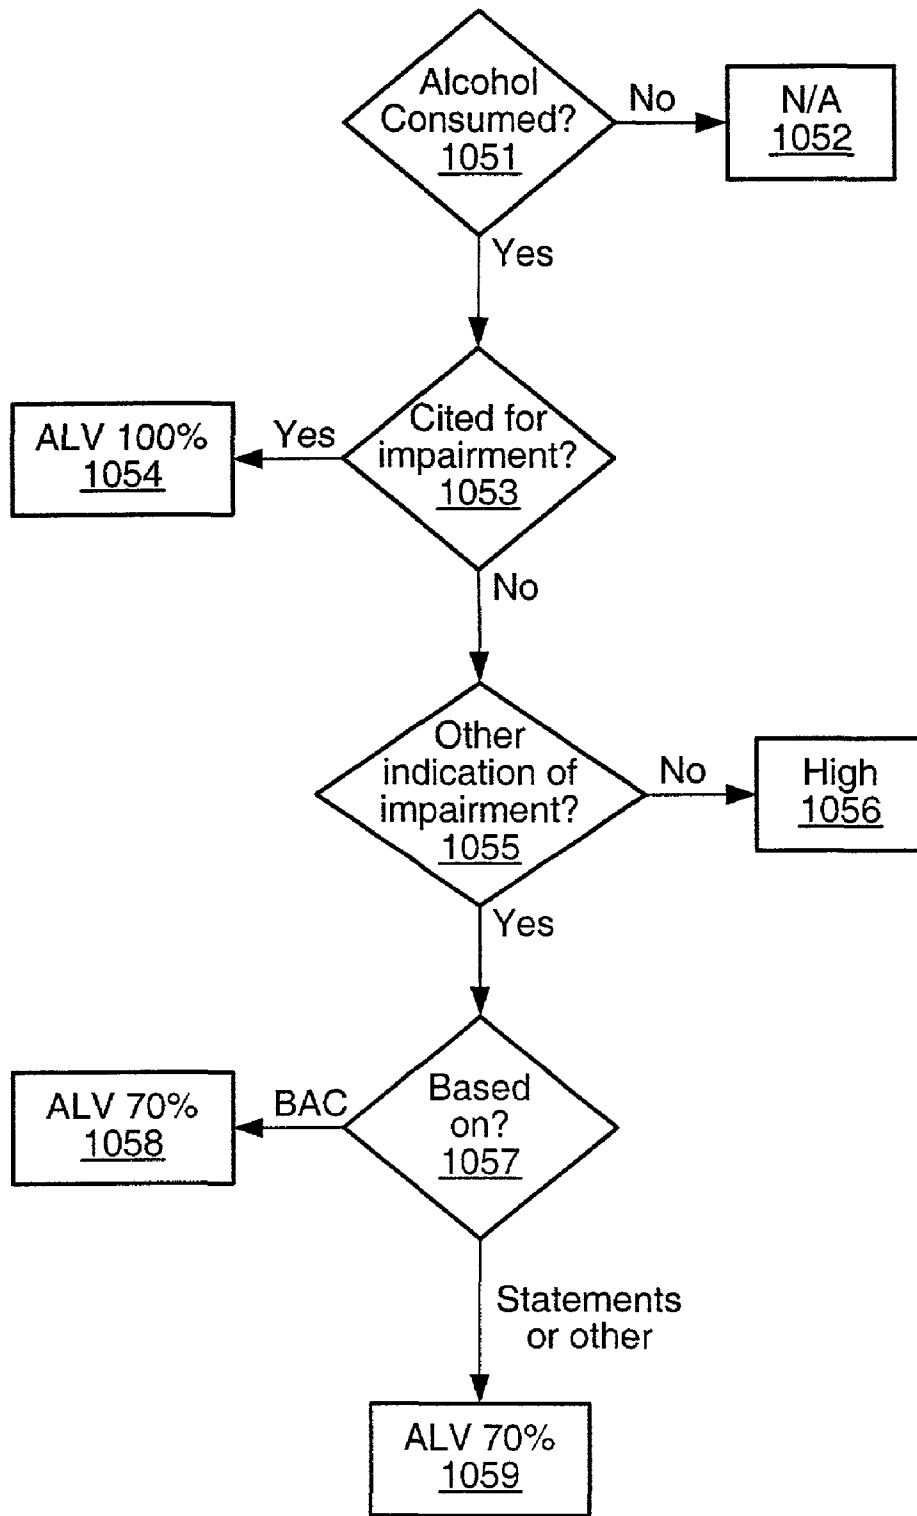 Alcohol
Consumed?
1051
No
N/A
1052
Yes
Cited for
impairment?
1053
Yes
ALV 100%
1054
No
Other
indication of
impairment?
1055
No
High
1056
Yes
Based
on?
1057
BAC
ALV 70%
1058
Statements
or other
ALV 70%
1059